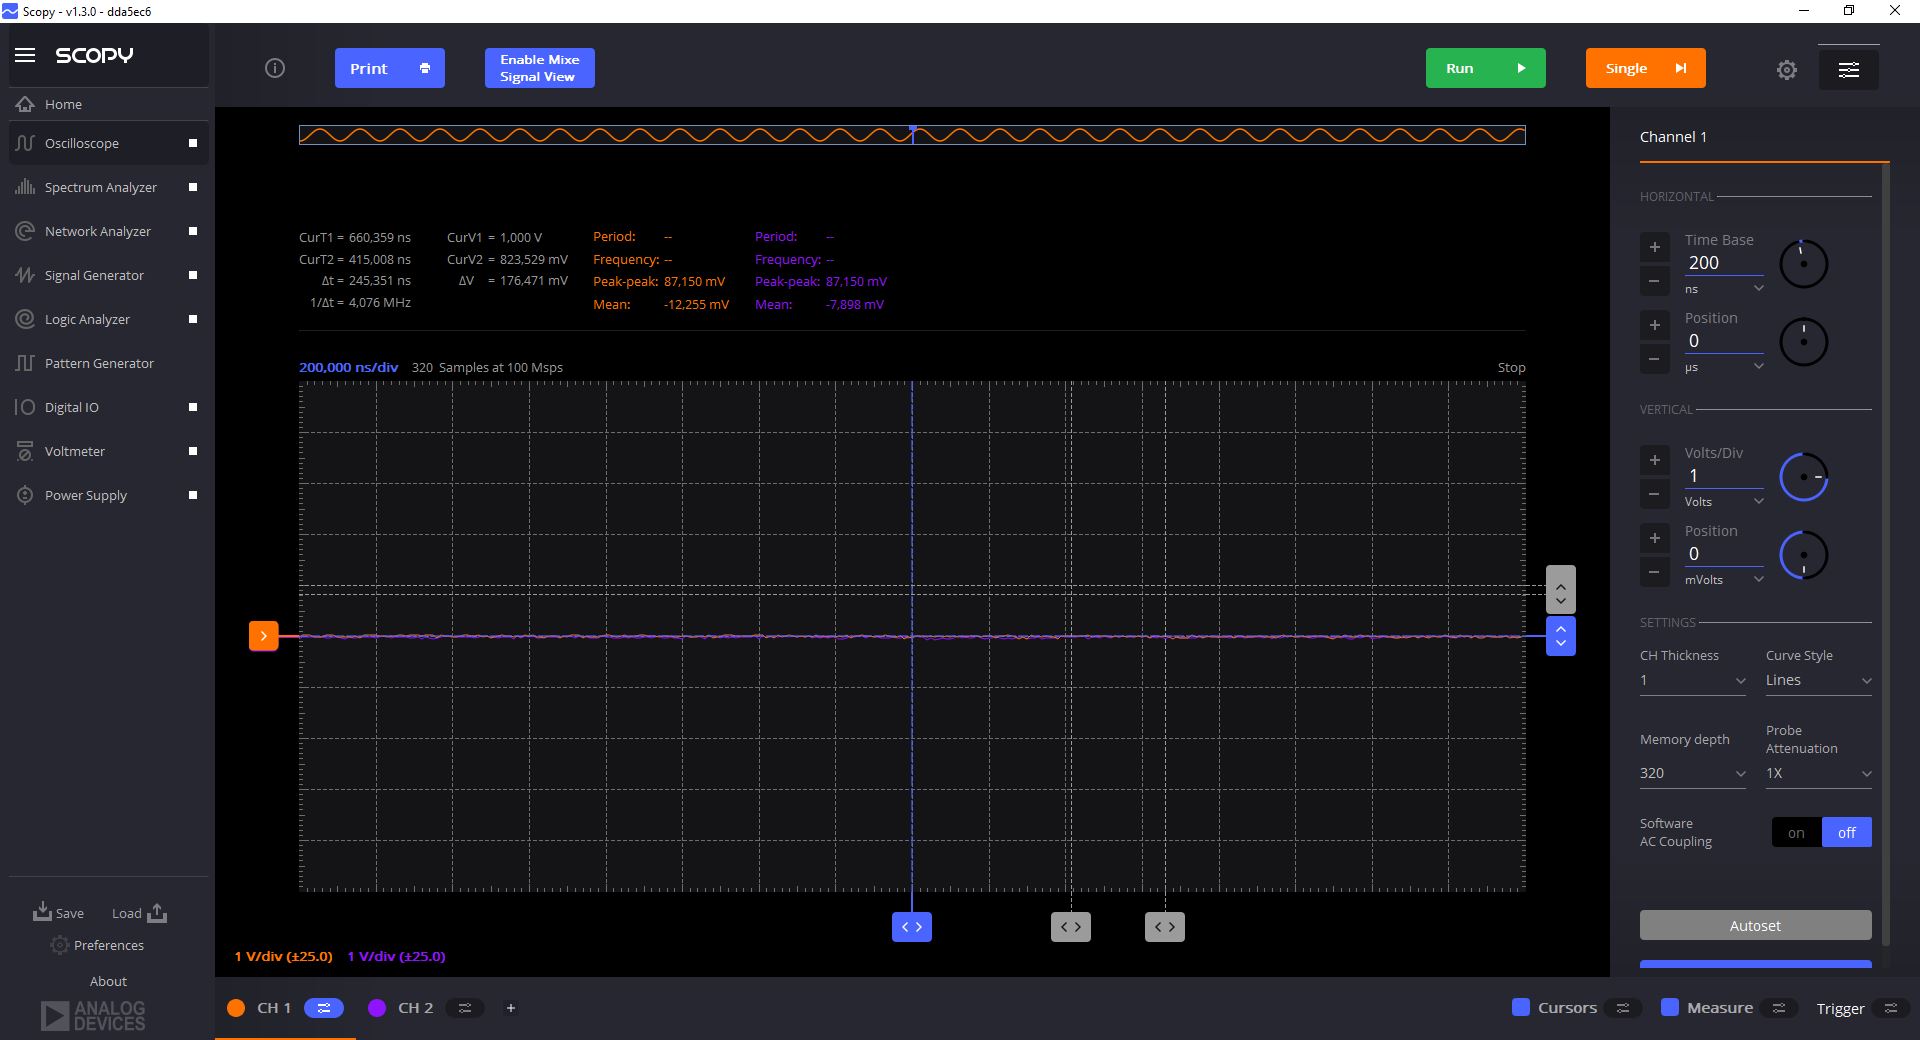 Scopy - v1.3.0 - dda5ec6
SCOPY
Home
Oscilloscope
Spectrum Analyzer
Network Analyzer
Signal Generator
Logic Analyzer
Pattern Generator
Digital IO
Voltmeter
Power Supply
Save Load
Preferences
About
ANALOG
DEVICES
Print
Enable Mixe
Signal View
Run
Single
CurT1 = 660,359 ns CurV1 = 1,000 V Period: -- Period: --
CurT2 = 415,008 ns CurV2 = 823,529 mV Frequency: -- Frequency: --
Δt = 245,351 ns ΔV = 176,471 mV Peak-peak: 87,150 mV Peak-peak: 87,150 mV
1/Δt = 4,076 MHz Mean: -12,255 mV Mean: -7,898 mV
200,000 ns/div 320 Samples at 100 Msps Stop
1 V/div (±25.0) 1 V/div (±25.0)
CH 1 CH 2 +
Cursors Measure Trigger
Channel 1
HORIZONTAL
Time Base
200
ns
Position
0
µs
VERTICAL
Volts/Div
1
Volts
Position
0
mVolts
SETTINGS
CH Thickness Curve Style
1 Lines
Memory depth Probe
Attenuation
320 1X
Software
AC Coupling on off
Autoset